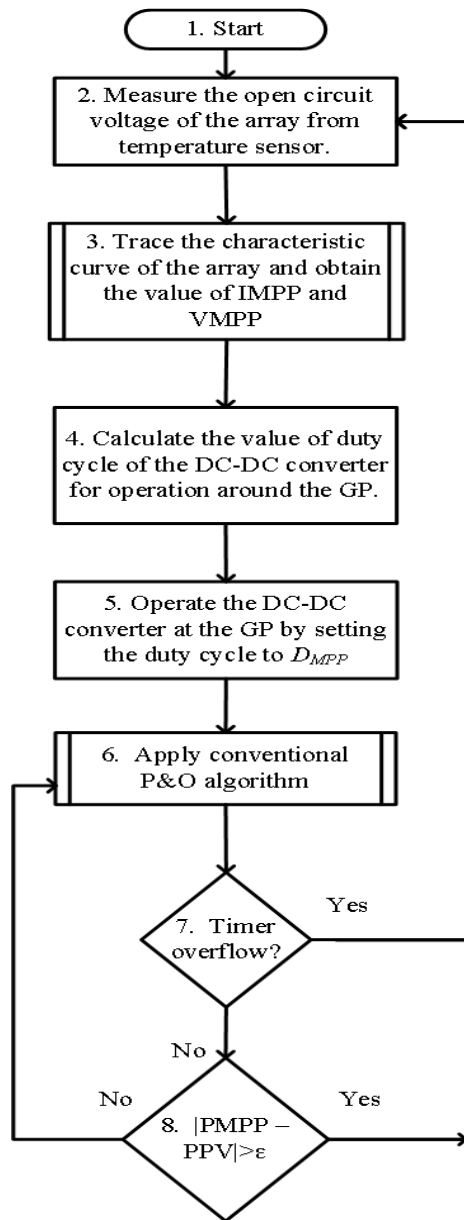 1. Start
2. Measure the open circuit
voltage of the array from
temperature sensor.
3. Trace the characteristic
curve of the array and obtain
the value of IMPP and
VMPP
4. Calculate the value of duty
cycle of the DC-DC converter
for operation around the GP.
5. Operate the DC-DC
converter at the GP by setting
the duty cycle to D_MPP
6. Apply conventional
P&O algorithm
Yes
7. Timer
overflow?
No
No
Yes
8. |PMPP –
PPV|>ε